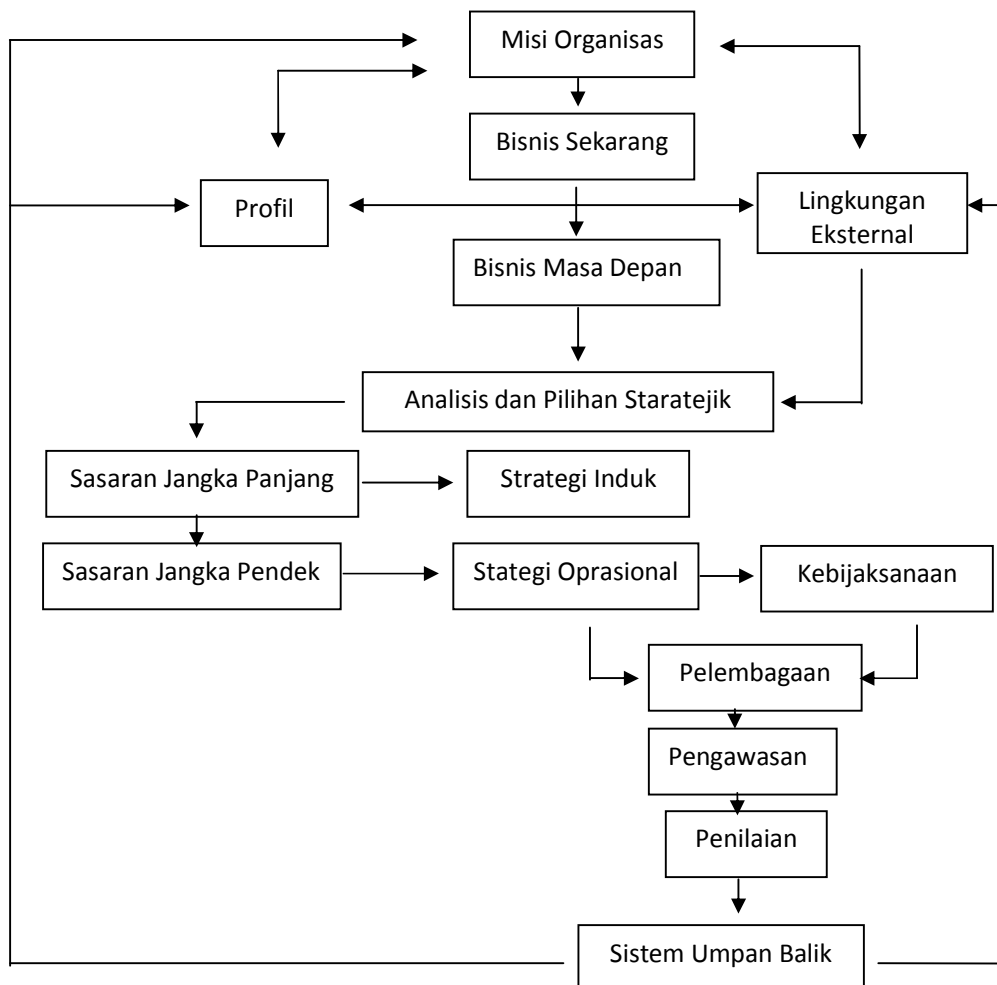 Misi Organisas
Bisnis Sekarang
Profil
Lingkungan
Eksternal
Bisnis Masa Depan
Analisis dan Pilihan Staratejik
Sasaran Jangka Panjang
Strategi Induk
Sasaran Jangka Pendek
Stategi Oprasional
Kebijaksanaan
Pelembagaan
Pengawasan
Penilaian
Sistem Umpan Balik